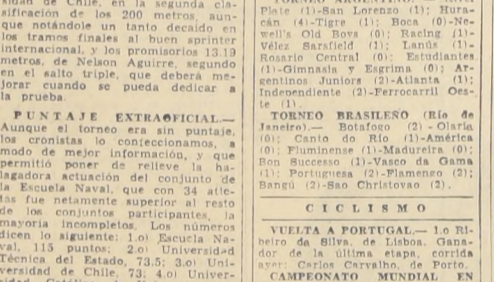 sidad de Chile, en la segunda cla-
sificación de los 200 metros, aun-
que notándole un tanto decaido en
los tramos finales al buen sprinter
internacional, y los promisorios 13.19
metros, de Nelson Aguirre, segundo
en el salto triple, que deberá me-
jorar cuando se pueda dedicar a
la prueba.
PUNTAJE EXTRAOFICIAL.—
Aunque el torneo era sin puntaje,
los cronistas lo confeccionamos, a
modo de mejor información, y que
permitió poner de relieve la ha-
lagadora actuación del conjunto de
la Escuela Naval, que con 34 atle-
tas fue netamente superior al resto
de los conjuntos participantes, la
mayoría incompletos. Los números
dicen lo siguiente: 1.o) Escuela Na-
val, 115 puntos; 2.o) Universidad
Técnica del Estado, 73.5; 3.o) Uni-
versidad de Chile, 73; 4.o) Univer-
TORNEO ARGENTINO.—
Plate (1)-San Lorenzo (1); Hura-
cán (4)-Tigre (1); Boca (0)-Ne-
well's Old Boys (0); Racing (1)-
Vélez Sarsfield (1); Lanús (1)-
Rosario Central (0); Estudiantes
(1)-Gimnasia y Esgrima (0); Ar-
gentinos Juniors (2)-Atlanta (1);
Independiente (2)-Ferrocarril Oes-
te (1).
TORNEO BRASILEÑO (Río de
Janeiro).— Botafogo (2) - Olaria
(0); Canto do Rio (1)-América
(0); Fluminense (1)-Madureira (0);
Bon Successo (1)-Vasco da Gama
(1); Portuguesa (2)-Flamengo (2);
Bangú (2)-Sao Christovao (2).
CICLISMO
VUELTA A PORTUGAL.— 1.o Ri-
beiro da Silva, de Lisboa. Gana-
dor de la última etapa, corrida
ayer: Carlos Carvalho, de Porto.
CAMPEONATO MUNDIAL EN